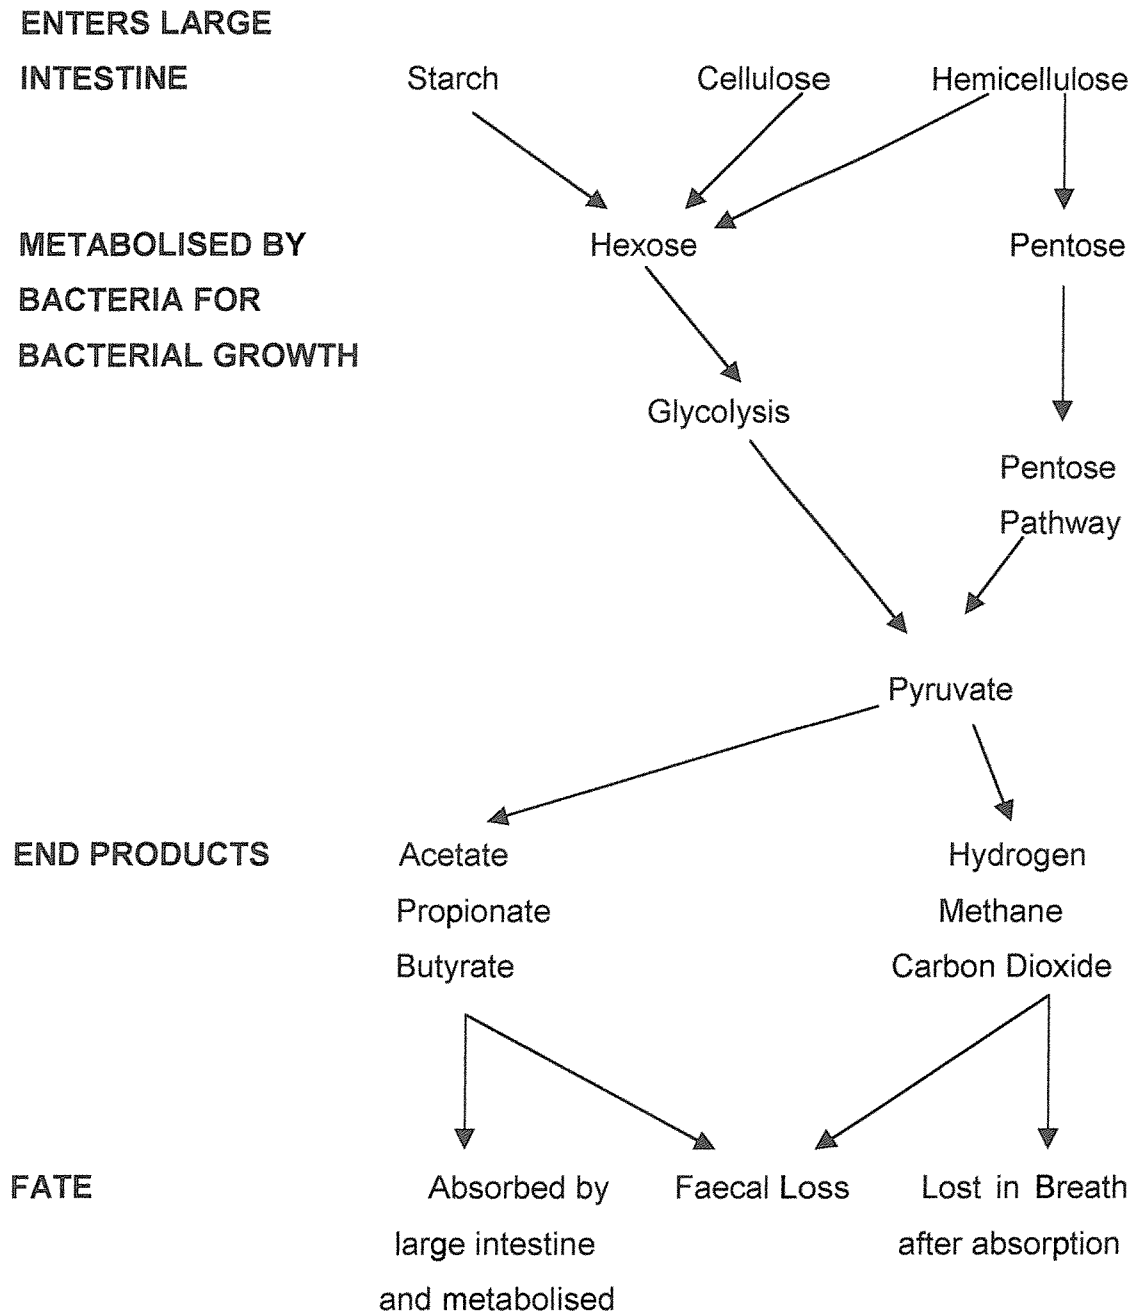 ENTERS LARGE
INTESTINE Starch Cellulose Hemicellulose
METABOLISED BY Hexose Pentose
BACTERIA FOR
BACTERIAL GROWTH
Glycolysis
Pentose
Pathway
Pyruvate
END PRODUCTS Acetate Hydrogen
Propionate Methane
Butyrate Carbon Dioxide
FATE Absorbed by Faecal Loss Lost in Breath
large intestine after absorption
and metabolised